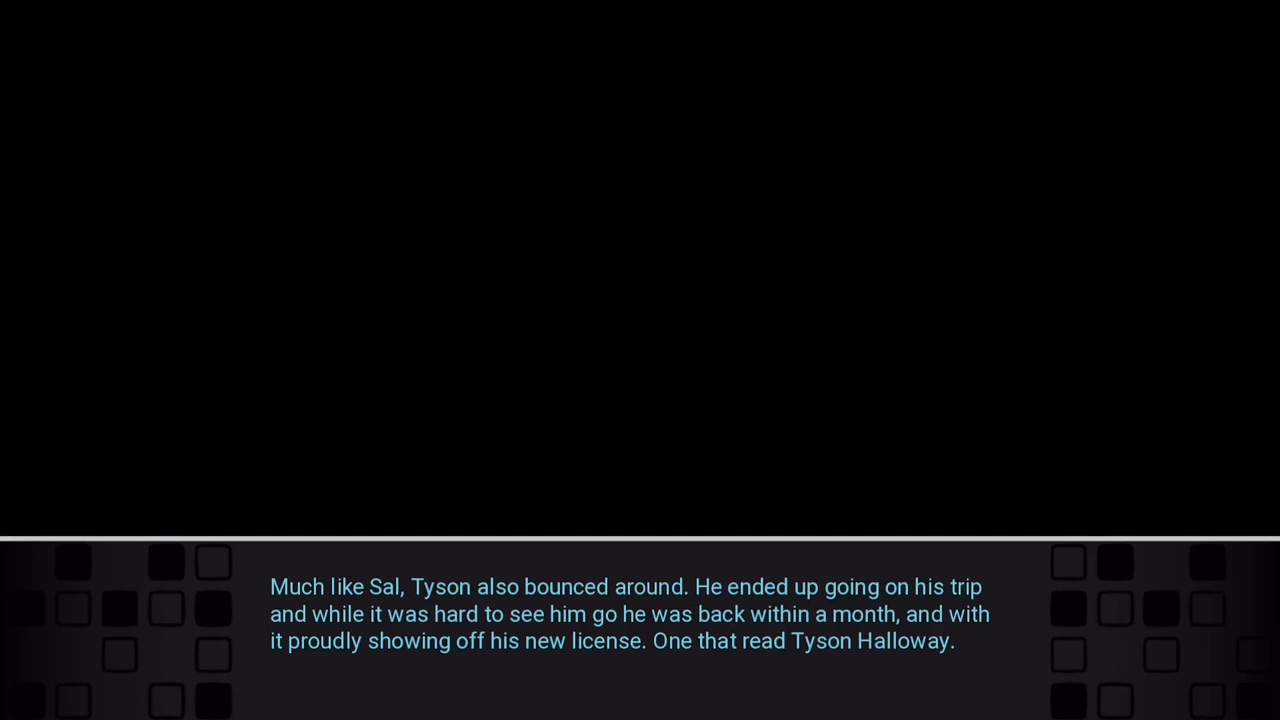 Much like Sal, Tyson also bounced around. He ended up going on his trip
and while it was hard to see him go he was back within a month, and with
it proudly showing off his new license. One that read Tyson Halloway.